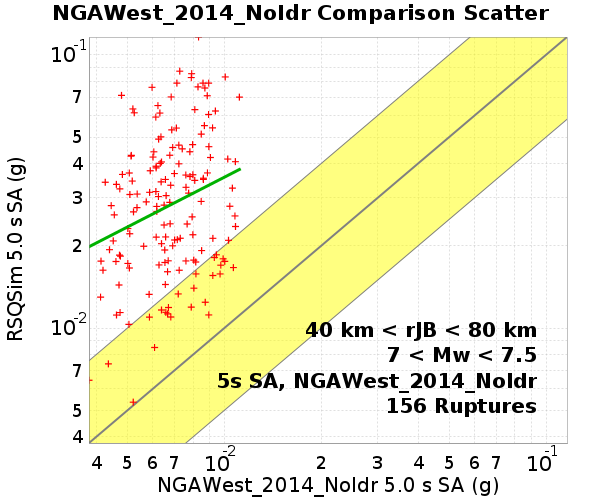 NGAWest_2014_NoIdr Comparison Scatter
RSQSim 5.0 s SA (g)
10⁻¹
7
5
4
3
2
10⁻²
7
5
4
40 km < rJB < 80 km
7 < Mw < 7.5
5s SA, NGAWest_2014_NoIdr
156 Ruptures
4 5 6 7 10⁻² 2 3 4 5 6 7 10⁻¹
NGAWest_2014_NoIdr 5.0 s SA (g)